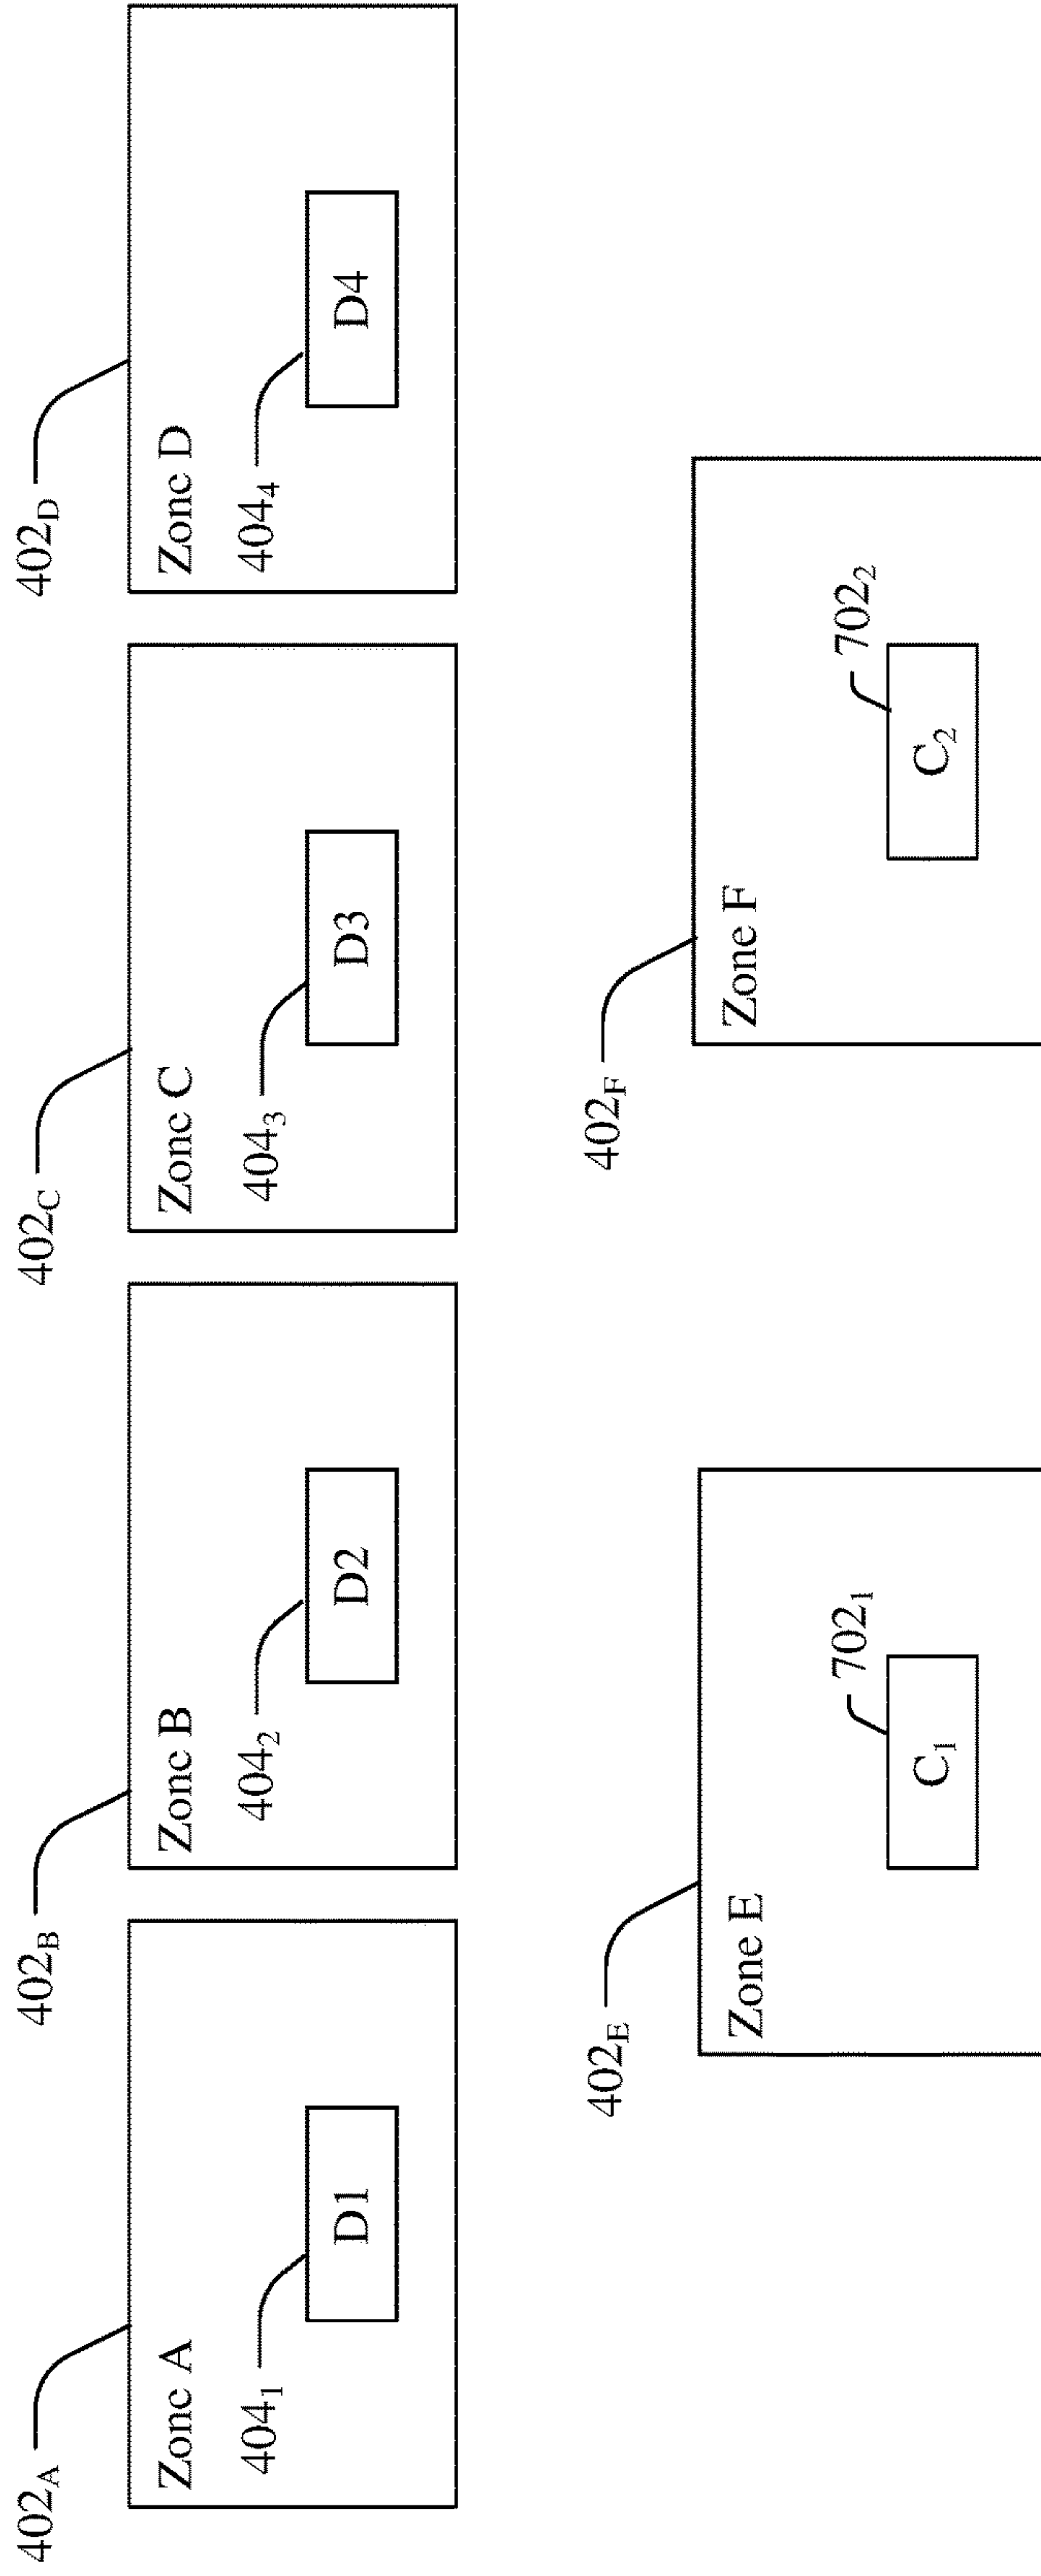 402A
402B
402C
402D
Zone A
Zone B
Zone C
Zone D
404₁
404₂
404₃
404₄
D1
D2
D3
D4
402E
402F
Zone E
Zone F
702₁
702₂
C₁
C₂